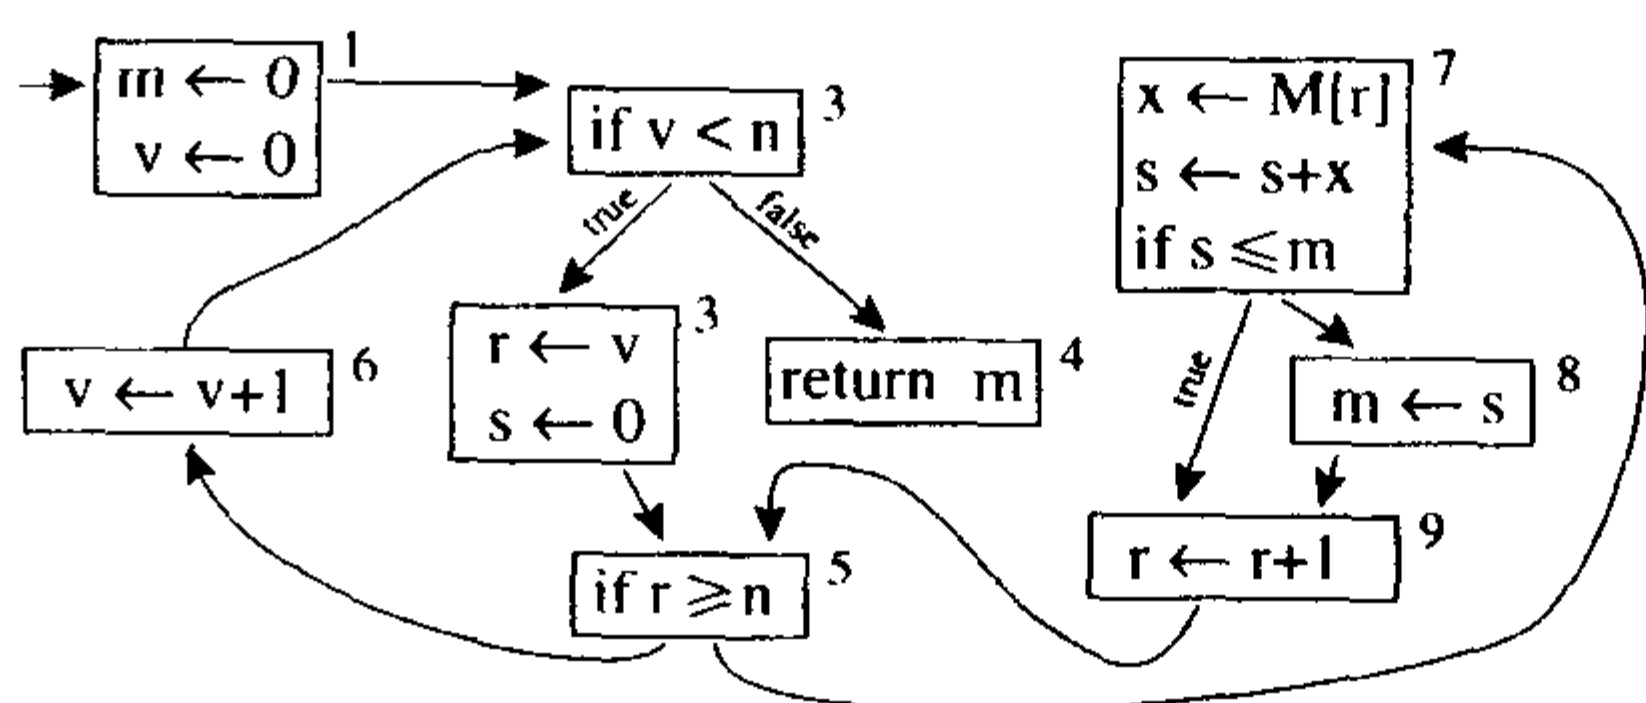 m ← 0
v ← 0
1
if v < n
3
true
false
r ← v
s ← 0
3
return m
4
v ← v+1
6
if r ⩾ n
5
x ← M[r]
s ← s+x
if s ⩽ m
7
true
m ← s
8
r ← r+1
9